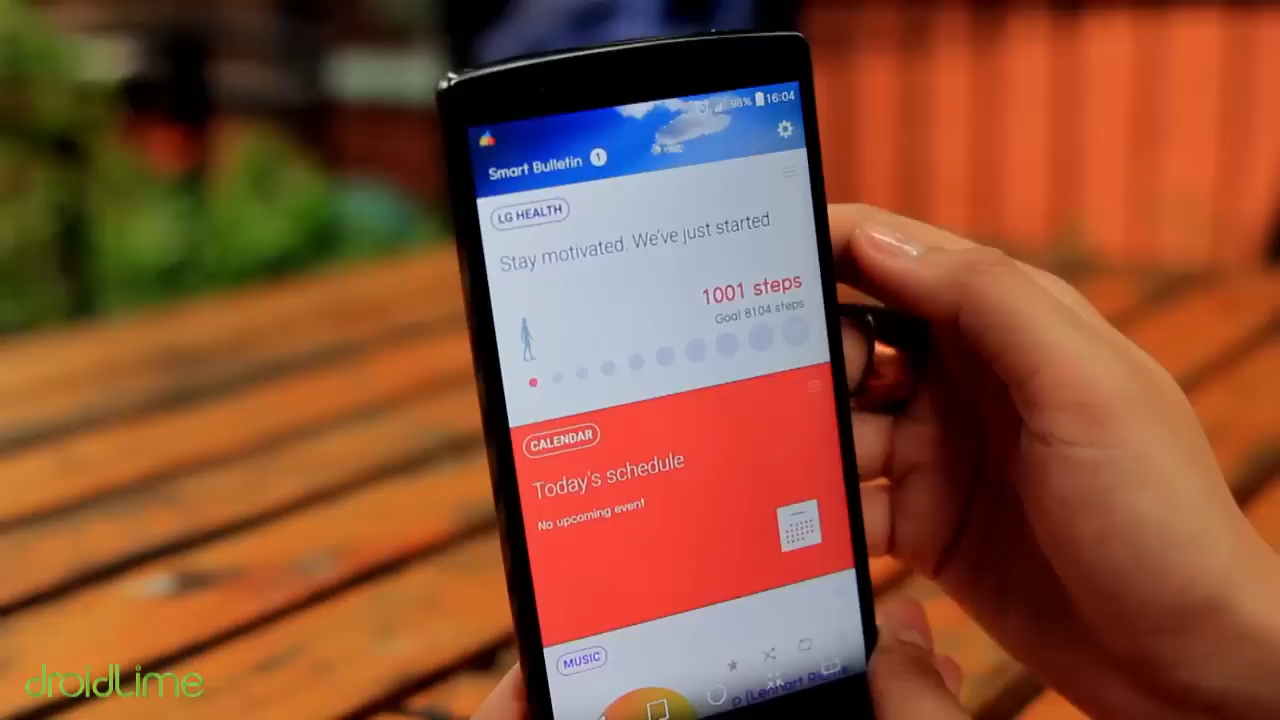 98% 16:04
Smart Bulletin 1
LG HEALTH
Stay motivated. We've just started.
1001 steps
Goal 8104 steps
CALENDAR
Today's schedule
No upcoming event
MUSIC
(Lennart
droidLime